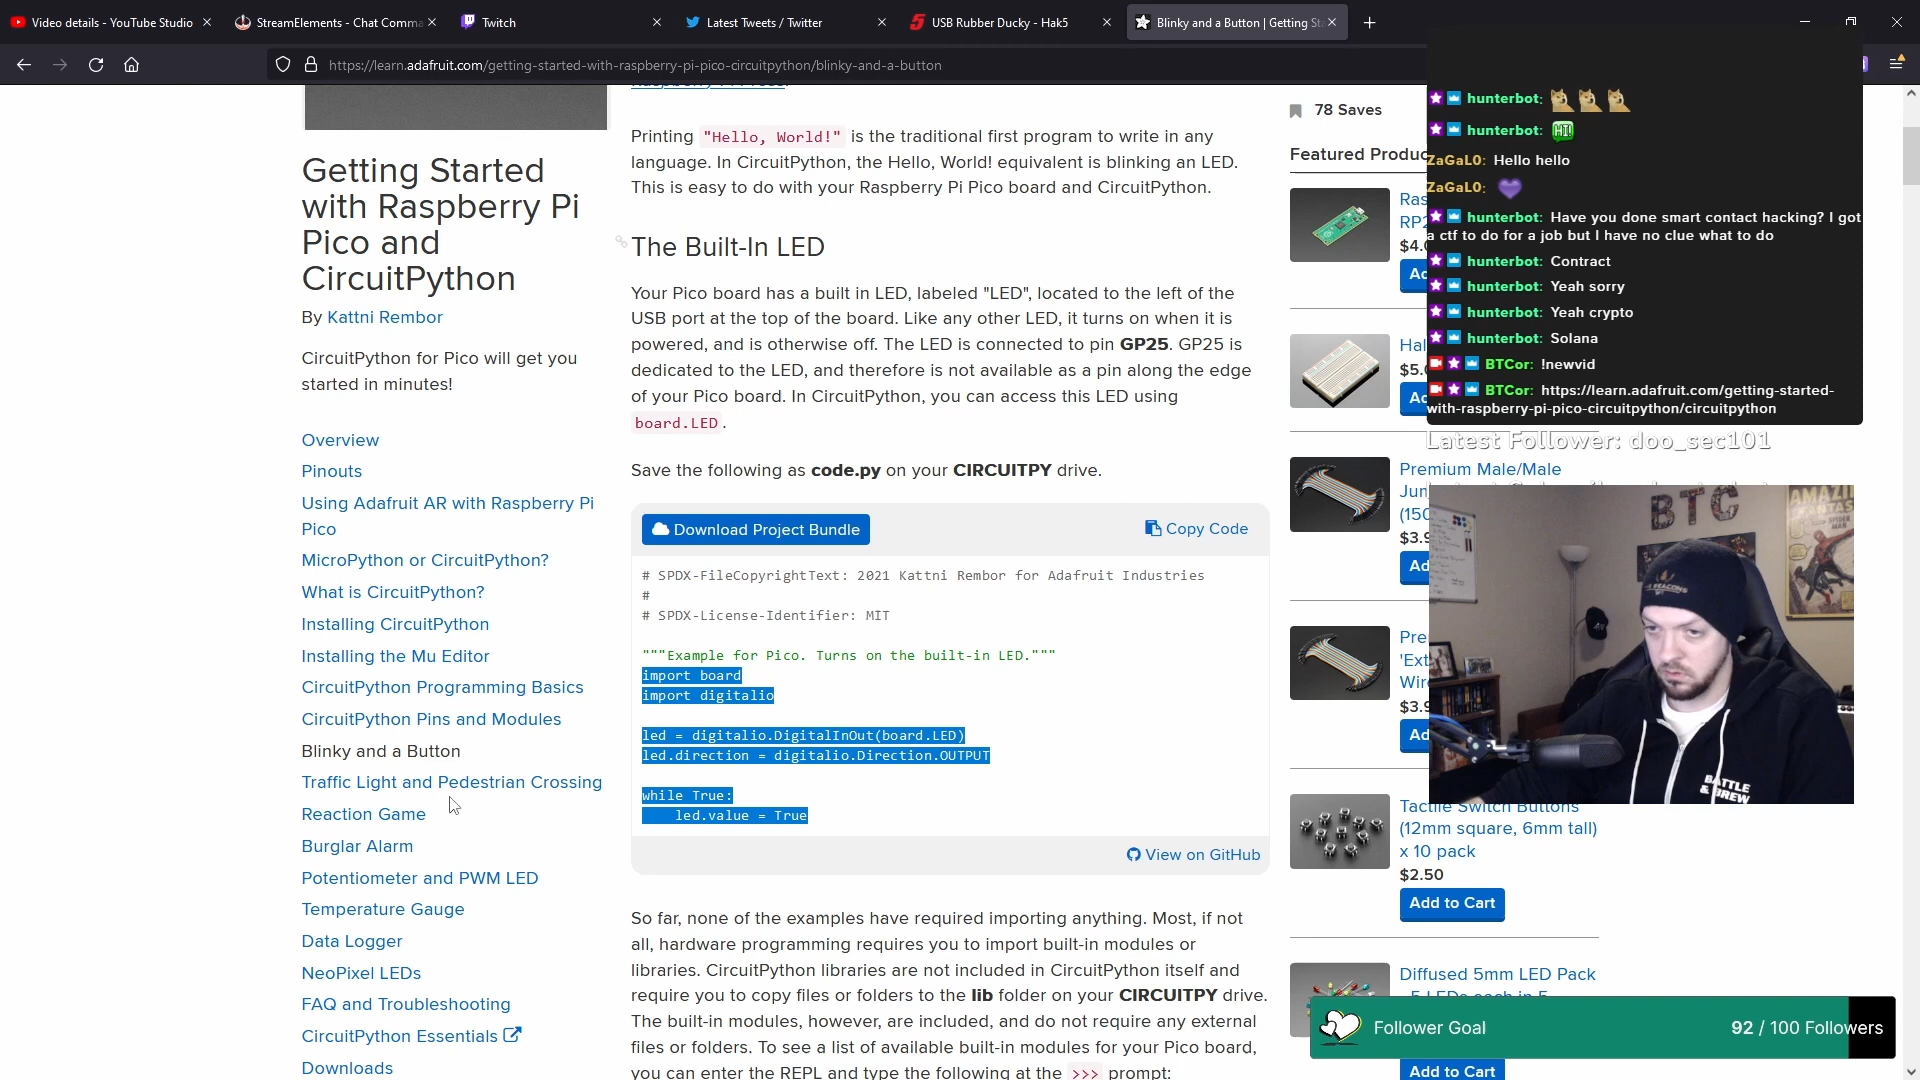 Video details - YouTube Studio
StreamElements - Chat Comma
Twitch
Latest Tweets / Twitter
USB Rubber Ducky - Hak5
Blinky and a Button | Getting St
https://learn.adafruit.com/getting-started-with-raspberry-pi-pico-circuitpython/blinky-and-a-button
Getting Started
with Raspberry Pi
Pico and
CircuitPython
By Kattni Rembor
CircuitPython for Pico will get you
started in minutes!
Overview
Pinouts
Using Adafruit AR with Raspberry Pi
Pico
MicroPython or CircuitPython?
What is CircuitPython?
Installing CircuitPython
Installing the Mu Editor
CircuitPython Programming Basics
CircuitPython Pins and Modules
Blinky and a Button
Traffic Light and Pedestrian Crossing
Reaction Game
Burglar Alarm
Potentiometer and PWM LED
Temperature Gauge
Data Logger
NeoPixel LEDs
FAQ and Troubleshooting
CircuitPython Essentials
Downloads
Printing "Hello, World!" is the traditional first program to write in any
language. In CircuitPython, the Hello, World! equivalent is blinking an LED.
This is easy to do with your Raspberry Pi Pico board and CircuitPython.
The Built-In LED
Your Pico board has a built in LED, labeled "LED", located to the left of the
USB port at the top of the board. Like any other LED, it turns on when it is
powered, and is otherwise off. The LED is connected to pin GP25. GP25 is
dedicated to the LED, and therefore is not available as a pin along the edge
of your Pico board. In CircuitPython, you can access this LED using
board.LED.
Save the following as code.py on your CIRCUITPY drive.
Download Project Bundle
Copy Code
# SPDX-FileCopyrightText: 2021 Kattni Rembor for Adafruit Industries
#
# SPDX-License-Identifier: MIT
"""Example for Pico. Turns on the built-in LED."""
import board
import digitalio
led = digitalio.DigitalInOut(board.LED)
led.direction = digitalio.Direction.OUTPUT
while True:
    led.value = True
View on GitHub
So far, none of the examples have required importing anything. Most, if not
all, hardware programming requires you to import built-in modules or
libraries. CircuitPython libraries are not included in CircuitPython itself and
require you to copy files or folders to the lib folder on your CIRCUITPY drive.
The built-in modules, however, are included, and do not require any external
files or folders. To see a list of available built-in modules for your Pico board,
you can enter the REPL and type the following at the >>> prompt:
78 Saves
Featured Produc
Ras
RP2
$4.0
Ad
Hal
$5.0
Ad
Premium Male/Male
Jun
(150
$3.9
Ad
Pre
'Ext
Wir
$3.9
Ad
Tactile Switch Buttons
(12mm square, 6mm tall)
x 10 pack
$2.50
Add to Cart
Diffused 5mm LED Pack
Add to Cart
hunterbot:
hunterbot: HI!
ZaGaL0: Hello hello
ZaGaL0:
hunterbot: Have you done smart contact hacking? I got
a ctf to do for a job but I have no clue what to do
hunterbot: Contract
hunterbot: Yeah sorry
hunterbot: Yeah crypto
hunterbot: Solana
BTCor: !newvid
BTCor: https://learn.adafruit.com/getting-started-
with-raspberry-pi-pico-circuitpython/circuitpython
Latest Follower: doo_sec101
BTC
AMAZI
FANTAS
BATTLE
& BREW
Follower Goal
92 / 100 Followers